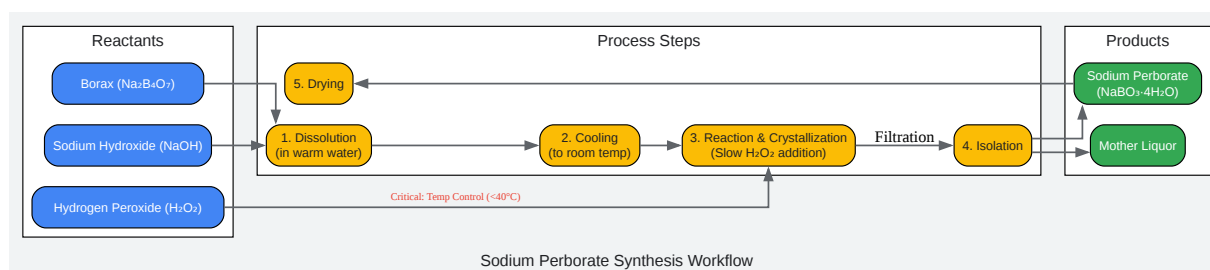 Reactants
Borax (Na₂B₄O₇)
Sodium Hydroxide (NaOH)
Hydrogen Peroxide (H₂O₂)
Process Steps
5. Drying
1. Dissolution
(in warm water)
2. Cooling
(to room temp)
3. Reaction & Crystallization
(Slow H₂O₂ addition)
Filtration
4. Isolation
Critical: Temp Control (<40°C)
Products
Sodium Perborate
(NaBO₃·4H₂O)
Mother Liquor
Sodium Perborate Synthesis Workflow